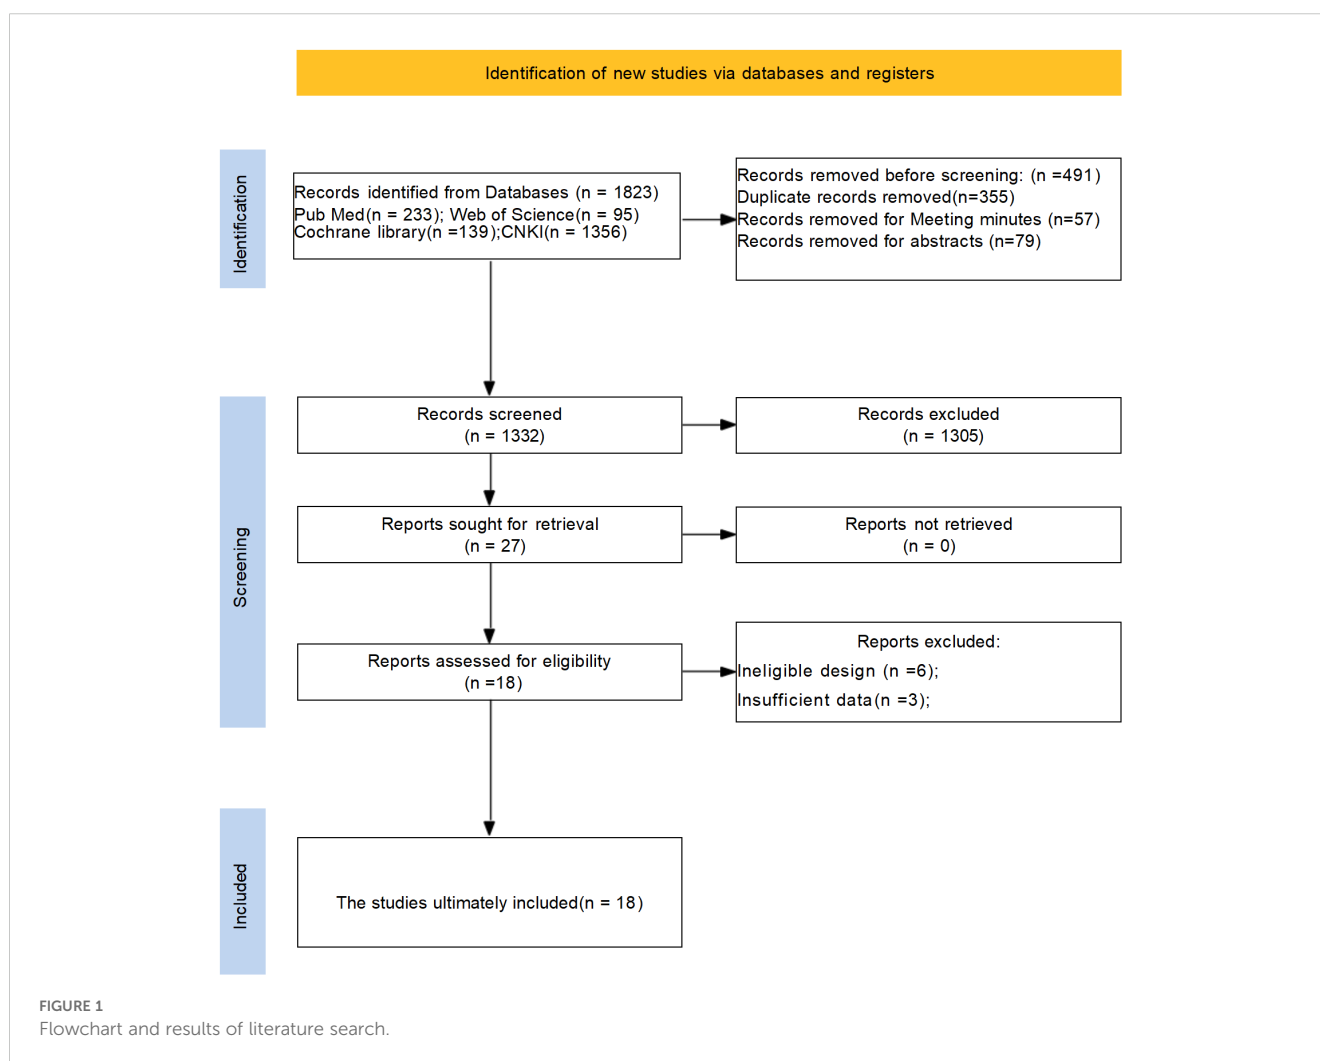 Identification of new studies via databases and registers
Identification
Records identified from Databases (n = 1823)
Pub Med(n = 233); Web of Science(n = 95)
Cochrane library(n =139);CNKI(n = 1356)
Records removed before screening: (n =491)
Duplicate records removed(n=355)
Records removed for Meeting minutes (n=57)
Records removed for abstracts (n=79)
Screening
Records screened
(n = 1332)
Records excluded
(n = 1305)
Reports sought for retrieval
(n = 27)
Reports not retrieved
(n = 0)
Reports assessed for eligibility
(n =18)
Reports excluded:
Ineligible design (n =6);
Insufficient data(n =3);
Included
The studies ultimately included(n = 18)
FIGURE 1
Flowchart and results of literature search.